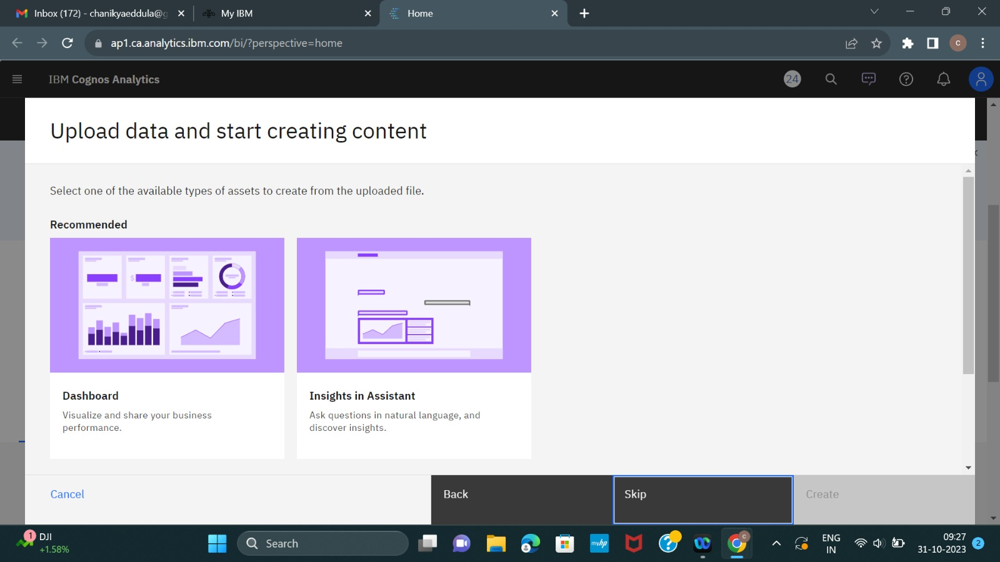 Inbox (172) - chanikyaeddula@g
My IBM
Home
ap1.ca.analytics.ibm.com/bi/?perspective=home
C
IBM Cognos Analytics
24
Upload data and start creating content
Select one of the available types of assets to create from the uploaded file.
Recommended
$
Dashboard
Visualize and share your business
performance.
Insights in Assistant
Ask questions in natural language, and
discover insights.
Cancel
Back
Skip
Create
1
DJI
+1.58%
Search
myhp
C
ENG
IN
09:27
31-10-2023
2